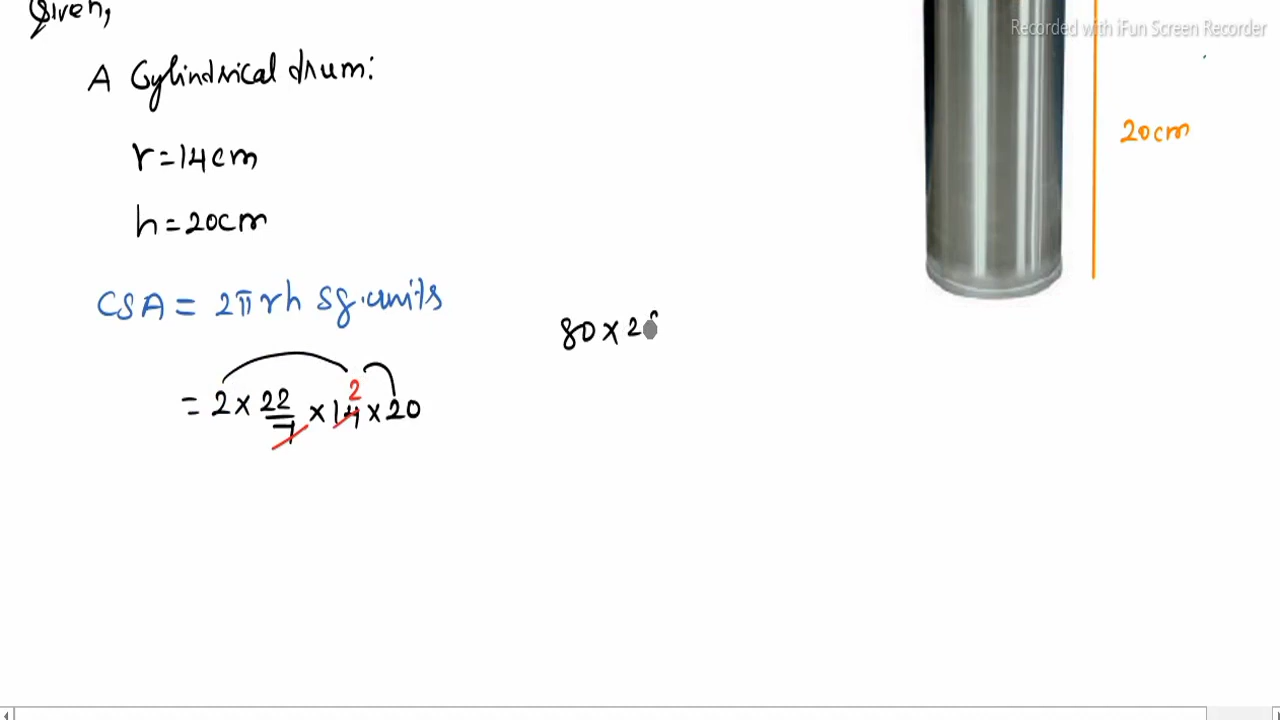 Given,
Recorded with iFun Screen Recorder
A Cylindrical drum:
r=14cm
20cm
h=20cm
CSA = 2πrh sq.units
80×2
2
= 2×22/7×14×20